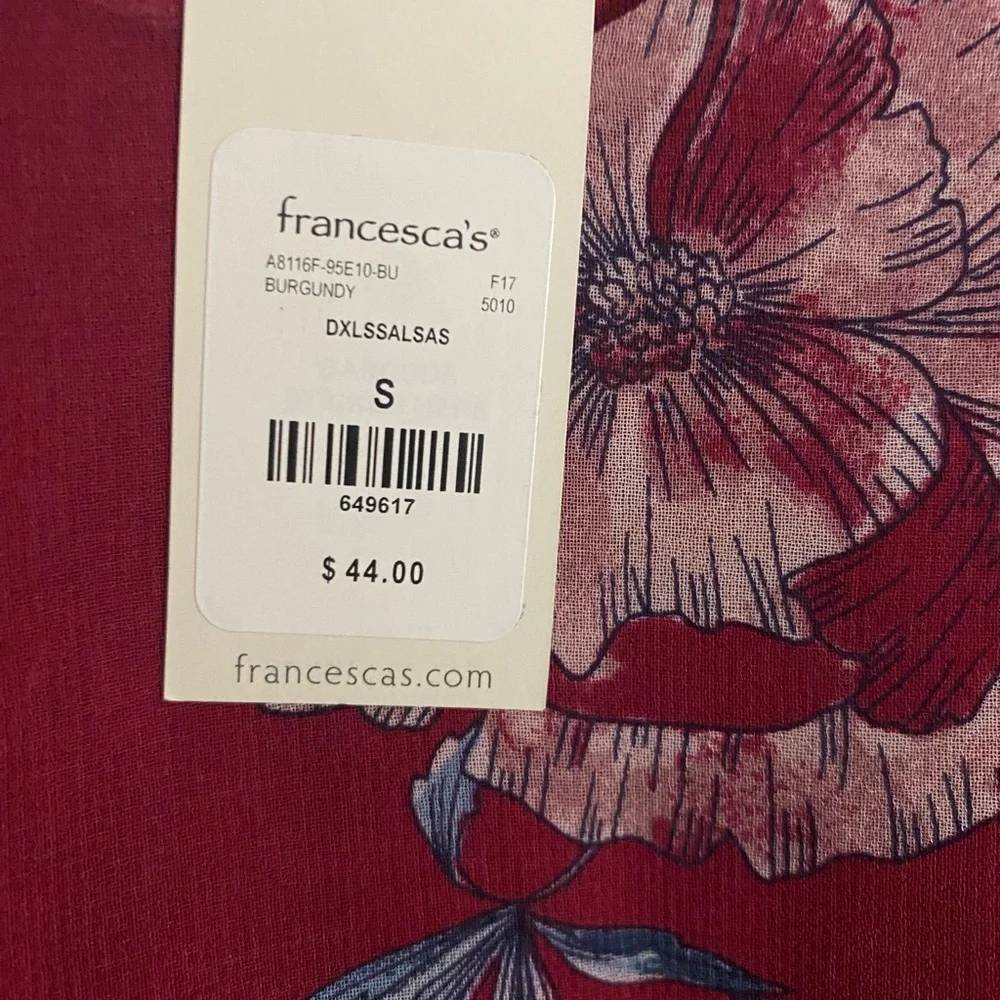 francesca's®
A8116F-95E10-BU F17
BURGUNDY 5010
DXLSSALSAS
S
649617
$ 44.00
francescas.com